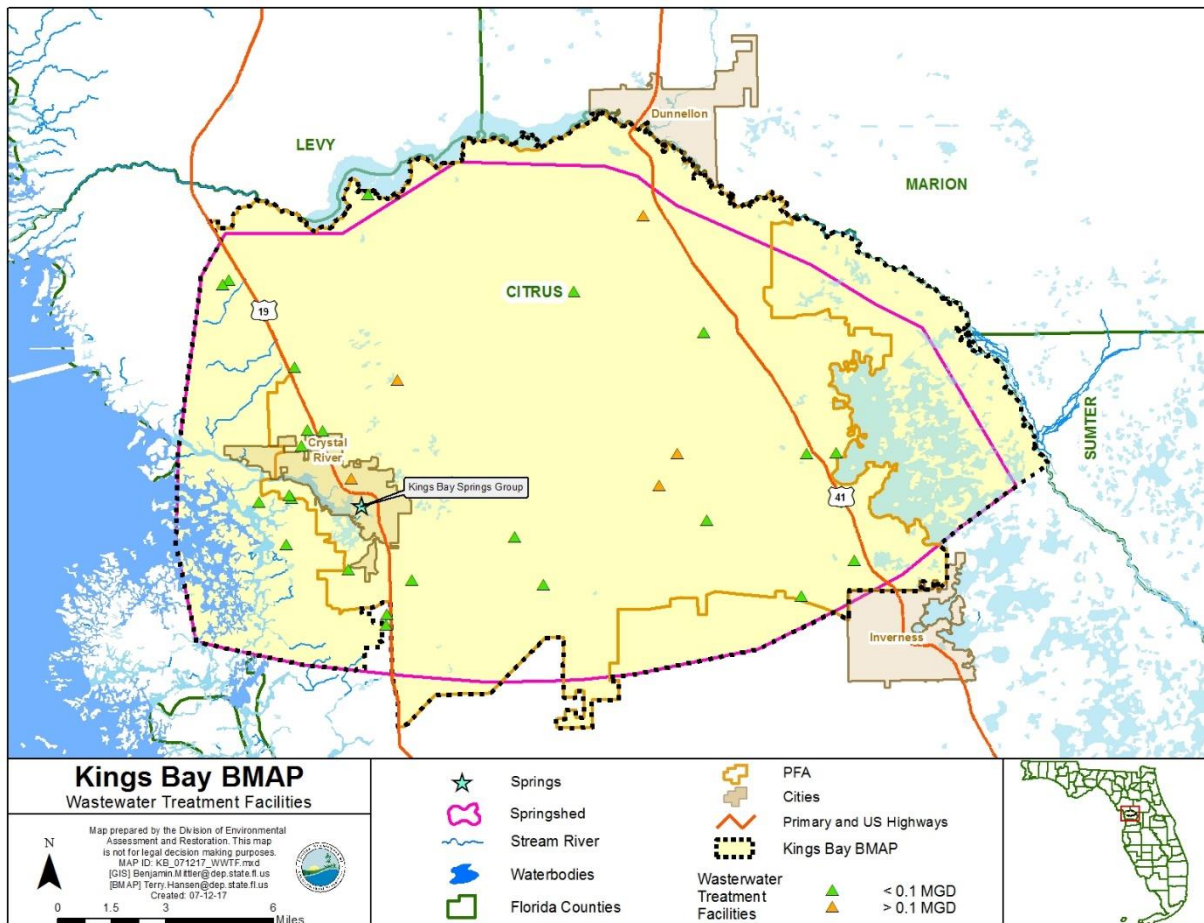 Dunnellon
LEVY
MARION
CITRUS
19
SUMTER
Crystal
River
Kings Bay Springs Group
41
Inverness
Kings Bay BMAP
Wastewater Treatment Facilities
N
Map prepared by the Division of Environmental
Assessment and Restoration. This map
is not for legal decision making purposes.
MAP ID: KB_071217_WWTF.mxd
[GIS] Benjamin.Mittler@dep.state.fl.us
[BMAP] Terry.Hansen@dep.state.fl.us
Created: 07-12-17
0 1.5 3 6
Miles
Springs
Springshed
Stream River
Waterbodies
Florida Counties
PFA
Cities
Primary and US Highways
Kings Bay BMAP
Wasterwater
Treatment
Facilities
< 0.1 MGD
> 0.1 MGD